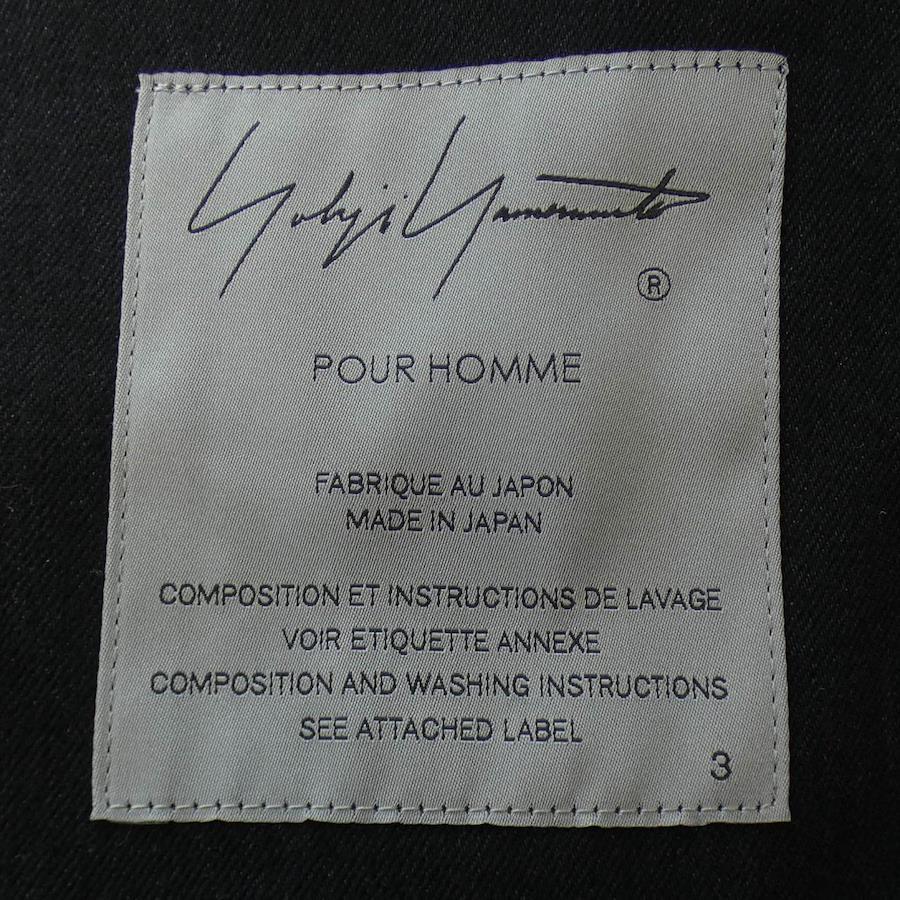 Yohji Yamamoto
®
POUR HOMME
FABRIQUE AU JAPON
MADE IN JAPAN
COMPOSITION ET INSTRUCTIONS DE LAVAGE
VOIR ETIQUETTE ANNEXE
COMPOSITION AND WASHING INSTRUCTIONS
SEE ATTACHED LABEL
3